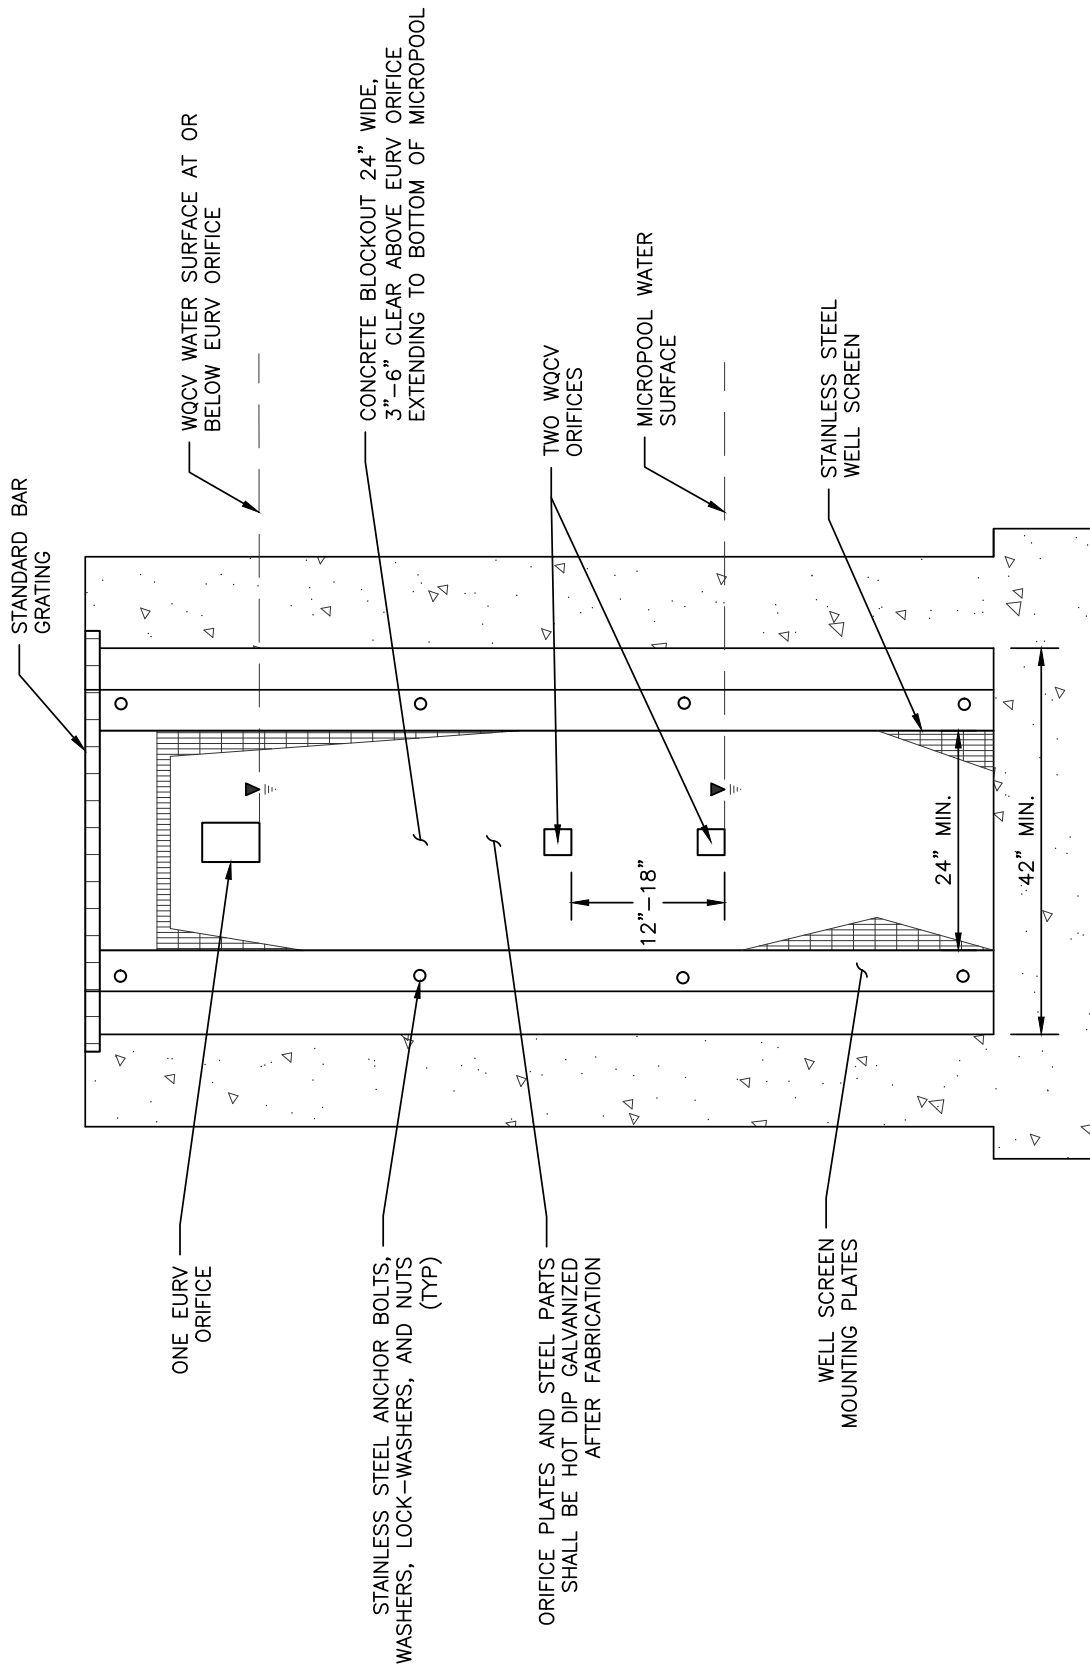 STANDARD BAR
GRATING
WQCV WATER SURFACE AT OR
BELOW EURV ORIFICE
CONCRETE BLOCKOUT 24" WIDE,
3"-6" CLEAR ABOVE EURV ORIFICE
EXTENDING TO BOTTOM OF MICROPOOL
TWO WQCV
ORIFICES
MICROPOOL WATER
SURFACE
STAINLESS STEEL
WELL SCREEN
ONE EURV
ORIFICE
STAINLESS STEEL ANCHOR BOLTS,
WASHERS, LOCK-WASHERS, AND NUTS
(TYP)
ORIFICE PLATES AND STEEL PARTS
SHALL BE HOT DIP GALVANIZED
AFTER FABRICATION
WELL SCREEN
MOUNTING PLATES
12"-18"
24" MIN.
42" MIN.